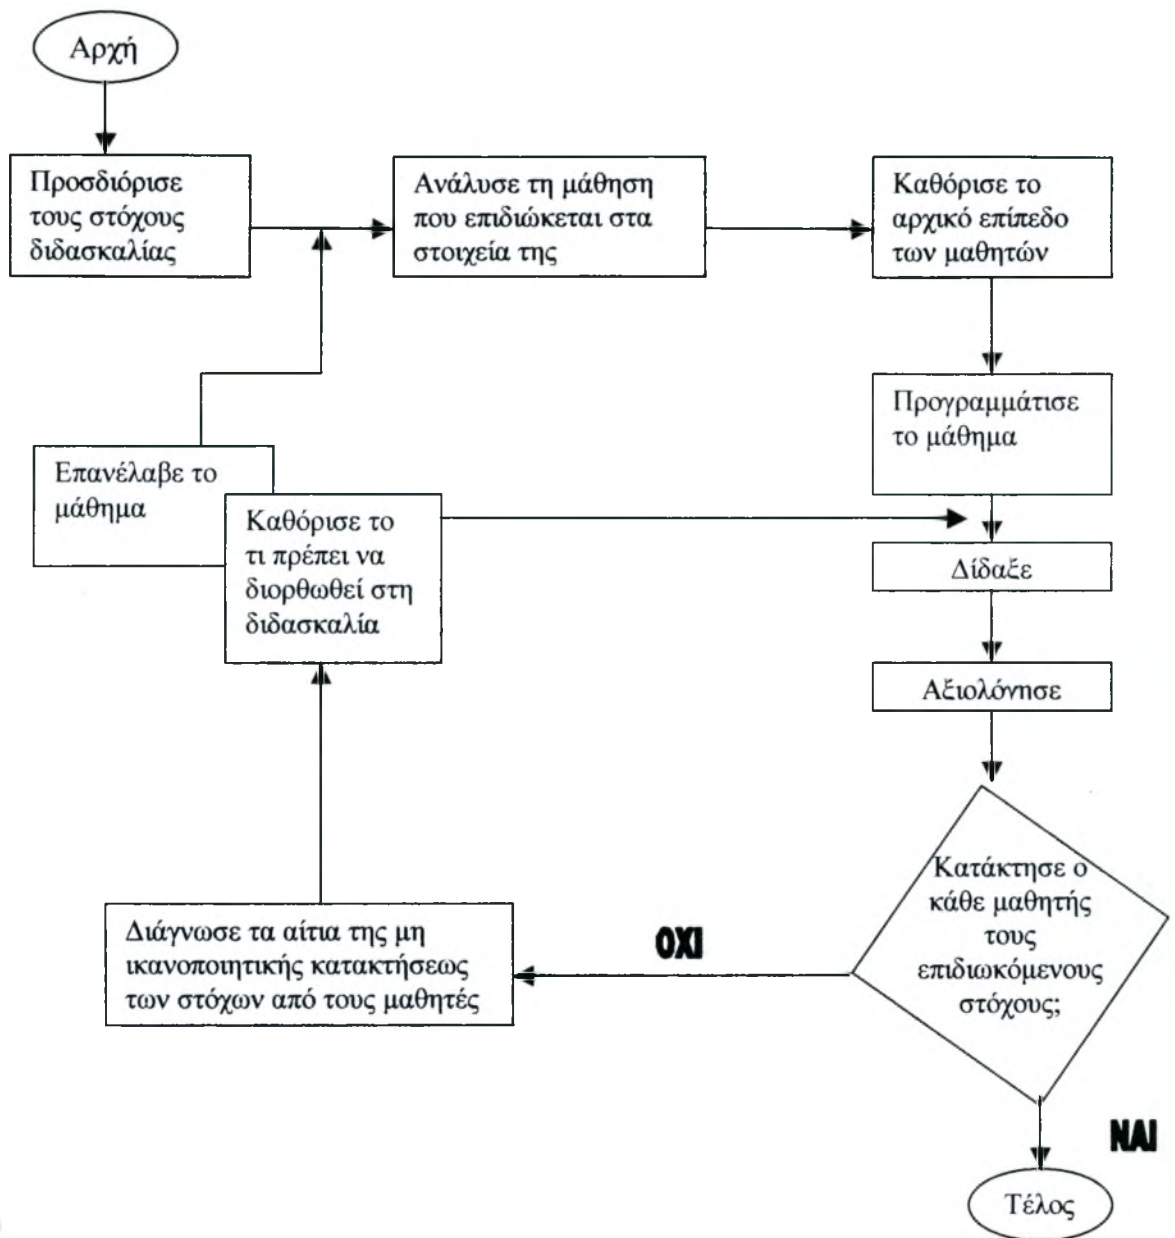 Αρχή
Προσδιόρισε
τους στόχους
διδασκαλίας
Ανάλυσε τη μάθηση
που επιδιώκεται στα
στοιχεία της
Καθόρισε το
αρχικό επίπεδο
των μαθητών
Προγραμμάτισε
το μάθημα
Επανέλαβε το
μάθημα
Καθόρισε το
τι πρέπει να
διορθωθεί στη
διδασκαλία
Δίδαξε
Αξιολόγησε
Κατάκτησε ο
κάθε μαθητής
τους
επιδιωκόμενους
στόχους;
ΟΧΙ
Διάγνωσε τα αίτια της μη
ικανοποιητικής κατακτήσεως
των στόχων από τους μαθητές
ΝΑΙ
Τέλος